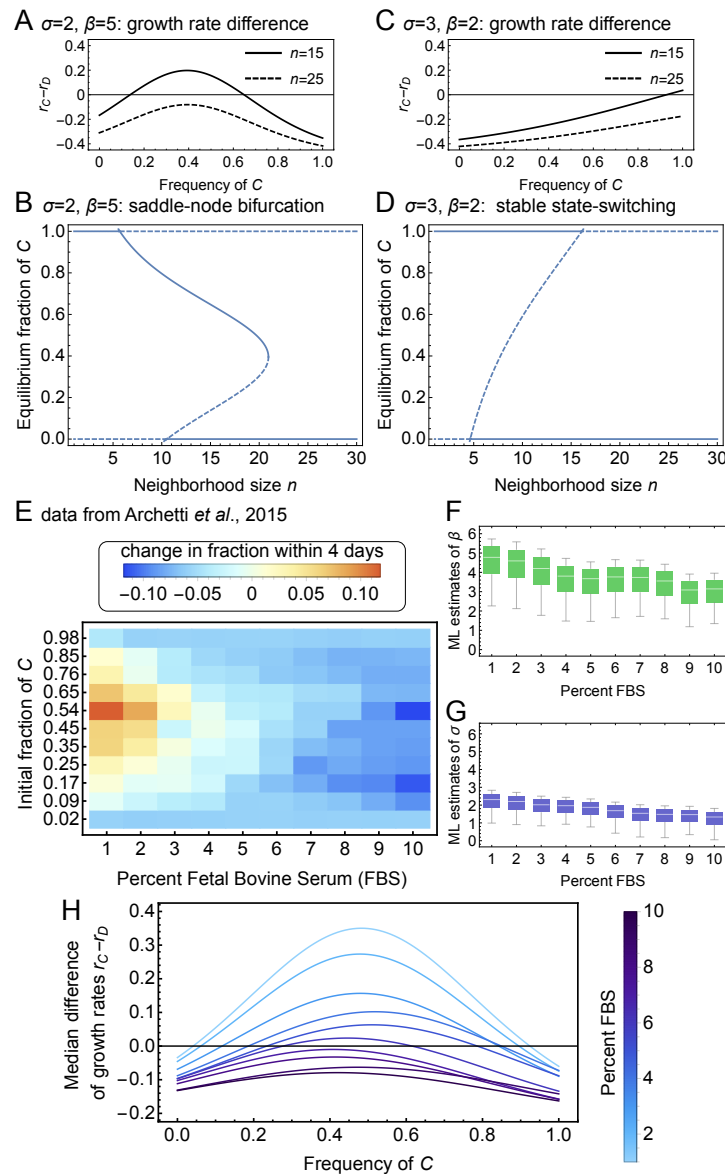 A σ=2, β=5: growth rate difference
n=15
n=25
0.4
0.2
0
-0.2
-0.4
rC−rD
0 0.2 0.4 0.6 0.8 1.0
Frequency of C
C σ=3, β=2: growth rate difference
n=15
n=25
0.4
0.2
0
-0.2
-0.4
rC−rD
0 0.2 0.4 0.6 0.8 1.0
Frequency of C
B σ=2, β=5: saddle-node bifurcation
Equilibrium fraction of C
1.0
0.8
0.6
0.4
0.2
0.0
5 10 15 20 25 30
Neighborhood size n
D σ=3, β=2: stable state-switching
Equilibrium fraction of C
1.0
0.8
0.6
0.4
0.2
0.0
5 10 15 20 25 30
Neighborhood size n
E data from Archetti et al., 2015
change in fraction within 4 days
−0.10 −0.05 0 0.05 0.10
Initial fraction of C
0.98
0.85
0.76
0.65
0.54
0.45
0.35
0.25
0.17
0.09
0.02
1 2 3 4 5 6 7 8 9 10
Percent Fetal Bovine Serum (FBS)
F
ML estimates of β
6
5
4
3
2
1
0
1 2 3 4 5 6 7 8 9 10
Percent FBS
G
ML estimates of σ
6
5
4
3
2
1
0
1 2 3 4 5 6 7 8 9 10
Percent FBS
H
Median difference
of growth rates rC−rD
0.4
0.3
0.2
0.1
0.0
−0.1
−0.2
0.0 0.2 0.4 0.6 0.8 1.0
Frequency of C
Percent FBS
10
8
6
4
2